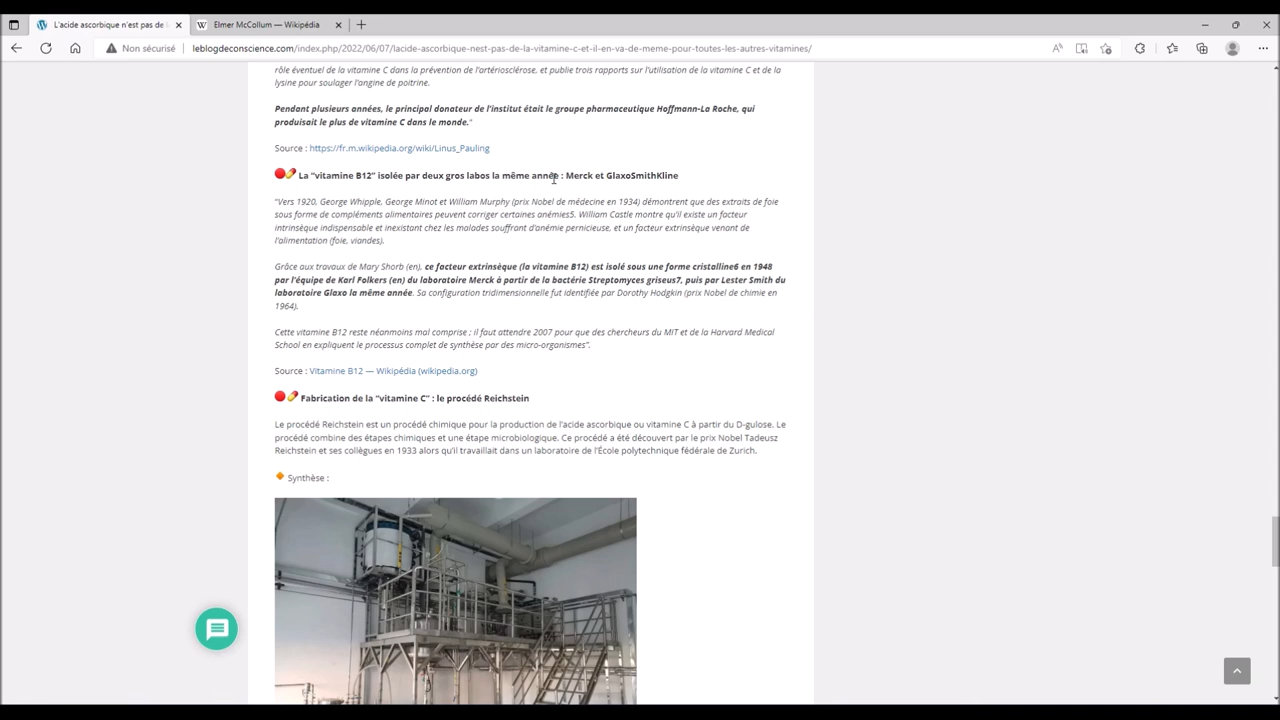 L'acide ascorbique n'est pas de
Elmer McCollum — Wikipédia
Non sécurisé
leblogdeconscience.com/index.php/2022/06/07/lacide-ascorbique-nest-pas-de-la-vitamine-c-et-il-en-va-de-meme-pour-toutes-les-autres-vitamines/
rôle éventuel de la vitamine C dans la prévention de l'artériosclérose, et publie trois rapports sur l'utilisation de la vitamine C et de la
lysine pour soulager l'angine de poitrine.
Pendant plusieurs années, le principal donateur de l'institut était le groupe pharmaceutique Hoffmann-La Roche, qui
produisait le plus de vitamine C dans le monde."
Source : https://fr.m.wikipedia.org/wiki/Linus_Pauling
La "vitamine B12" isolée par deux gros labos la même année : Merck et GlaxoSmithKline
"Vers 1920, George Whipple, George Minot et William Murphy (prix Nobel de médecine en 1934) démontrent que des extraits de foie
sous forme de compléments alimentaires peuvent corriger certaines anémies5. William Castle montre qu'il existe un facteur
intrinsèque indispensable et inexistant chez les malades souffrant d'anémie pernicieuse, et un facteur extrinsèque venant de
l'alimentation (foie, viandes).
Grâce aux travaux de Mary Shorb (en), ce facteur extrinsèque (la vitamine B12) est isolé sous une forme cristalline6 en 1948
par l'équipe de Karl Folkers (en) du laboratoire Merck à partir de la bactérie Streptomyces griseus7, puis par Lester Smith du
laboratoire Glaxo la même année. Sa configuration tridimensionnelle fut identifiée par Dorothy Hodgkin (prix Nobel de chimie en
1964).
Cette vitamine B12 reste néanmoins mal comprise ; il faut attendre 2007 pour que des chercheurs du MIT et de la Harvard Medical
School en expliquent le processus complet de synthèse par des micro-organismes".
Source : Vitamine B12 — Wikipédia (wikipedia.org)
Fabrication de la "vitamine C" : le procédé Reichstein
Le procédé Reichstein est un procédé chimique pour la production de l'acide ascorbique ou vitamine C à partir du D-gulose. Le
procédé combine des étapes chimiques et une étape microbiologique. Ce procédé a été découvert par le prix Nobel Tadeusz
Reichstein et ses collègues en 1933 alors qu'il travaillait dans un laboratoire de l'École polytechnique fédérale de Zurich.
Synthèse :